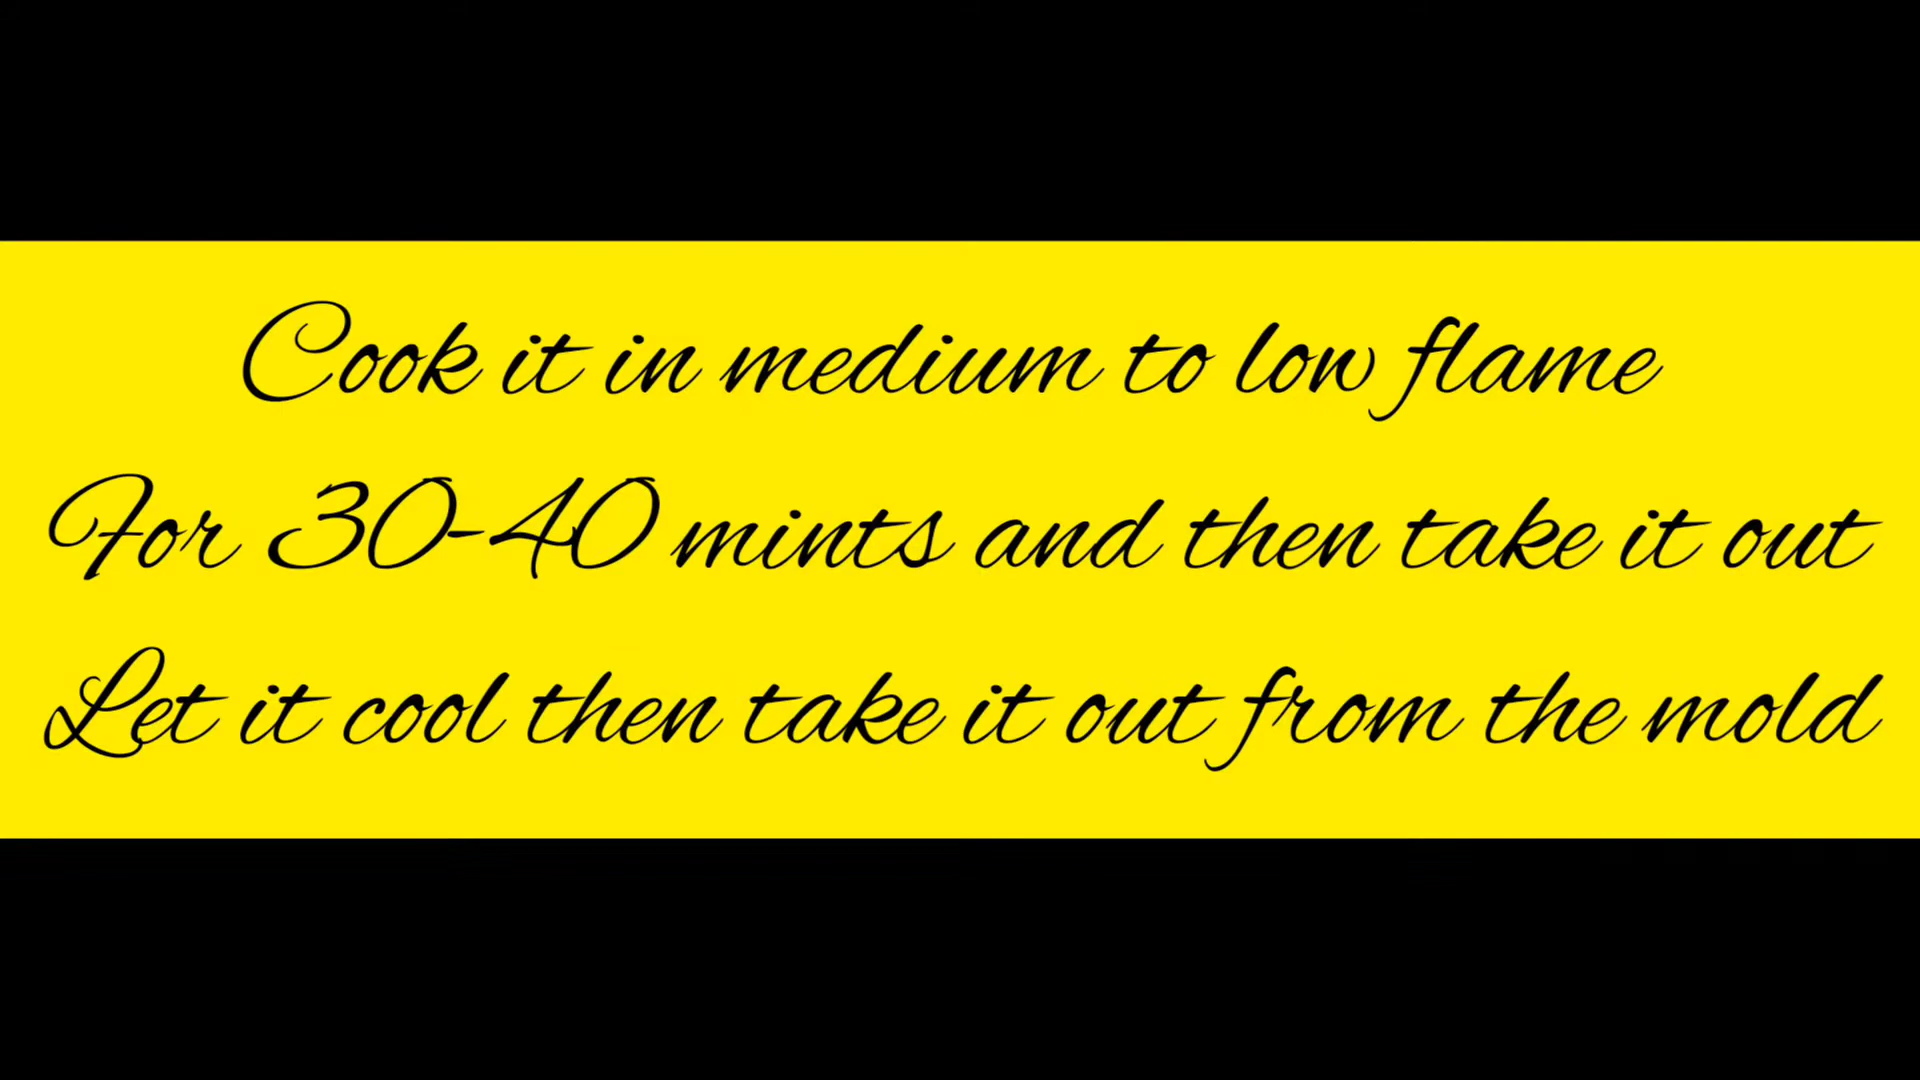 Cook it in medium to low flame
For 30-40 mints and then take it out
Let it cool then take it out from the mold